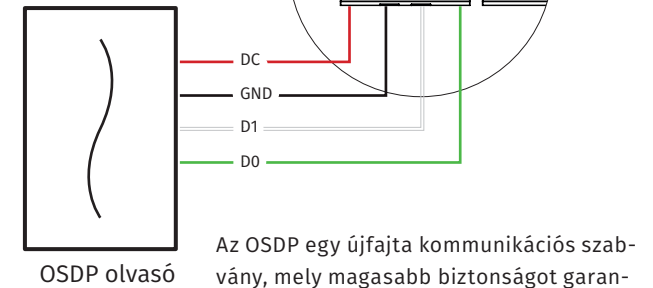 DC
GND
D1
D0
OSDP olvasó
Az OSDP egy újfajta kommunikációs szab-
vány, mely magasabb biztonságot garan-